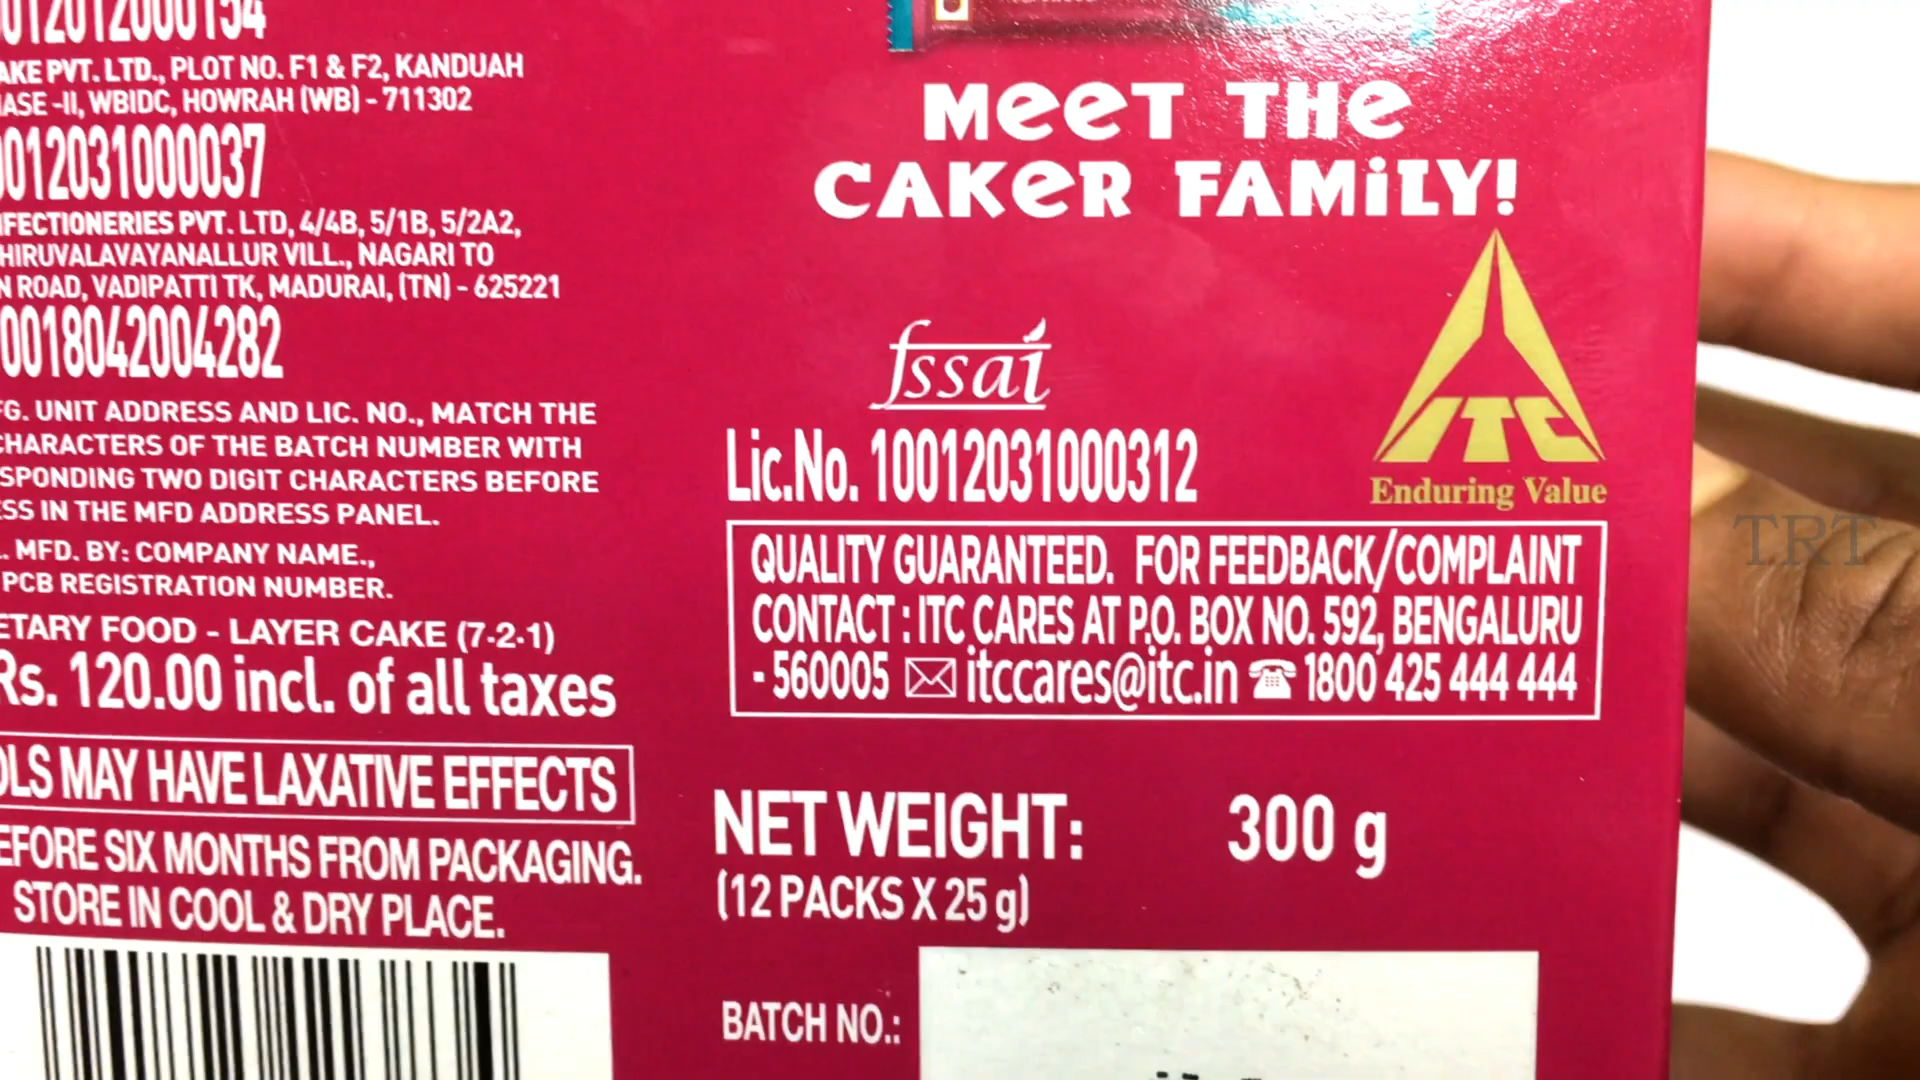 AKE PVT. LTD., PLOT NO. F1 & F2, KANDUAH
ASE -II, WBIDC, HOWRAH (WB) - 711302
0012031000037
FECTIONERIES PVT. LTD, 4/4B, 5/1B, 5/2A2,
HIRUVALAVAYANALLUR VILL., NAGARI TO
N ROAD, VADIPATTI TK, MADURAI, (TN) - 625221
0018042004282
FG. UNIT ADDRESS AND LIC. NO., MATCH THE
CHARACTERS OF THE BATCH NUMBER WITH
SPONDING TWO DIGIT CHARACTERS BEFORE
ESS IN THE MFD ADDRESS PANEL.
. MFD. BY: COMPANY NAME.,
PCB REGISTRATION NUMBER.
ETARY FOOD - LAYER CAKE (7-2-1)
Rs. 120.00 incl. of all taxes
OLS MAY HAVE LAXATIVE EFFECTS
EFORE SIX MONTHS FROM PACKAGING.
STORE IN COOL & DRY PLACE.
MEET THE
CAKER FAMILY!
fssai
Lic.No. 10012031000312
ITC
Enduring Value
QUALITY GUARANTEED. FOR FEEDBACK/COMPLAINT
CONTACT : ITC CARES AT P.O. BOX NO. 592, BENGALURU
- 560005 itccares@itc.in 1800 425 444 444
NET WEIGHT: 300 g
(12 PACKS X 25 g)
BATCH NO.:
TRT